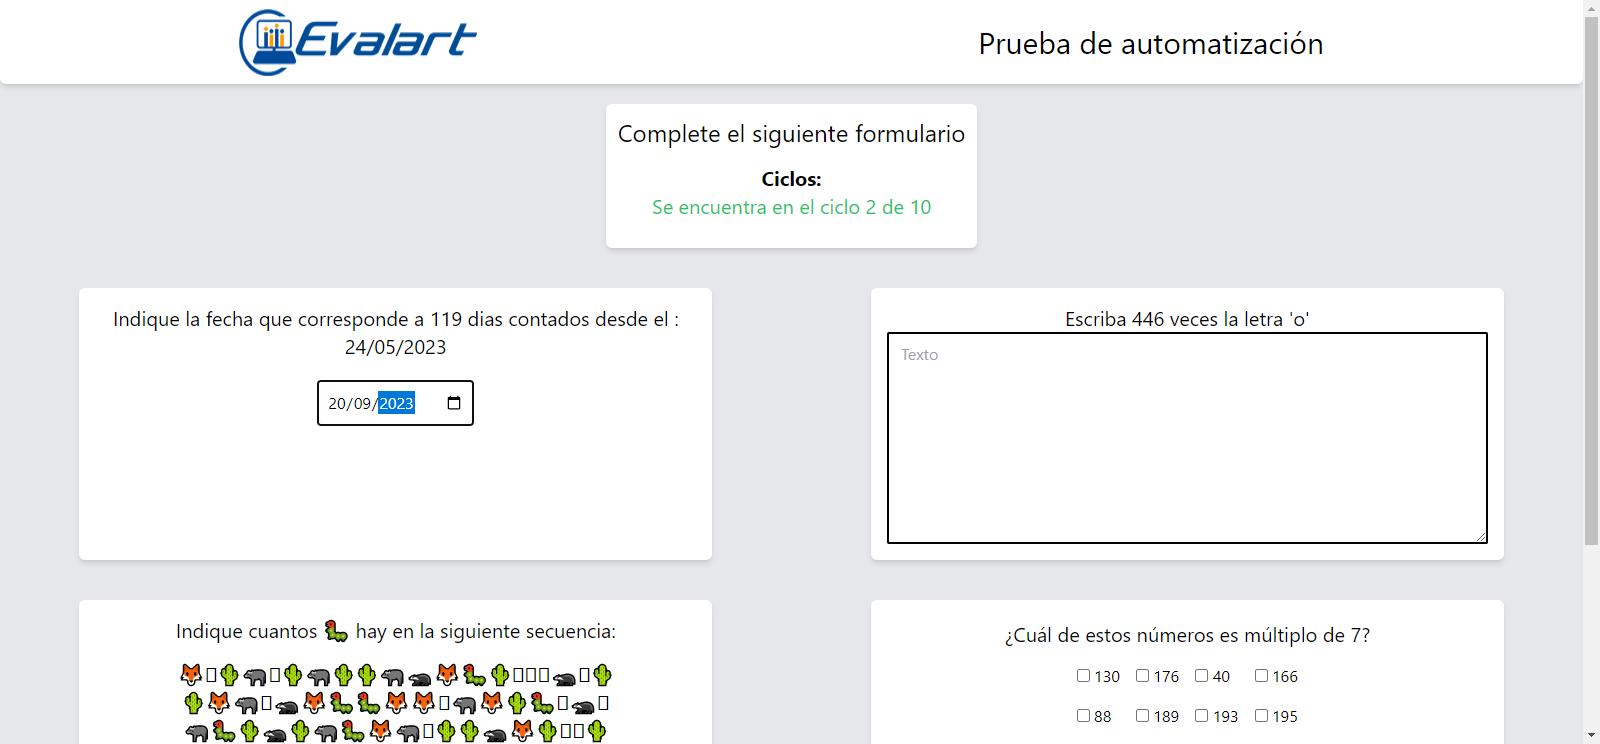 Evalart
Prueba de automatización
Complete el siguiente formulario
Ciclos:
Se encuentra en el ciclo 2 de 10
Indique la fecha que corresponde a 119 dias contados desde el :
24/05/2023
20/09/2023
Escriba 446 veces la letra 'o'
Texto
Indique cuantos 🐛 hay en la siguiente secuencia:
¿Cuál de estos números es múltiplo de 7?
130 176 40 166
88 189 193 195